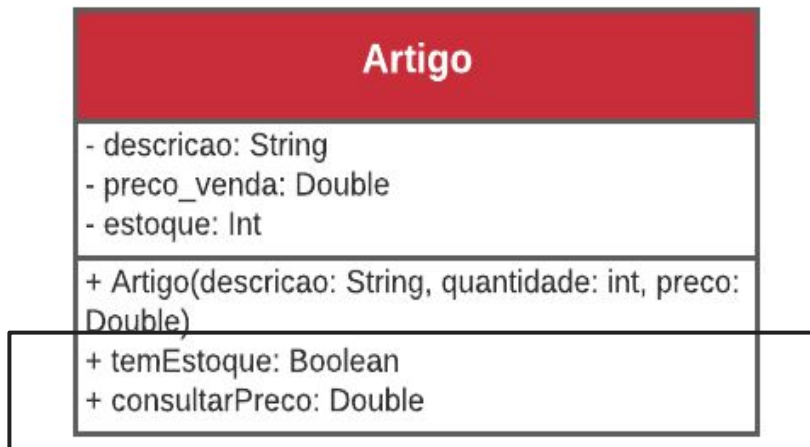 Artigo
- descricao: String
- preco_venda: Double
- estoque: Int
+ Artigo(descricao: String, quantidade: int, preco:
Double)
+ temEstoque: Boolean
+ consultarPreco: Double